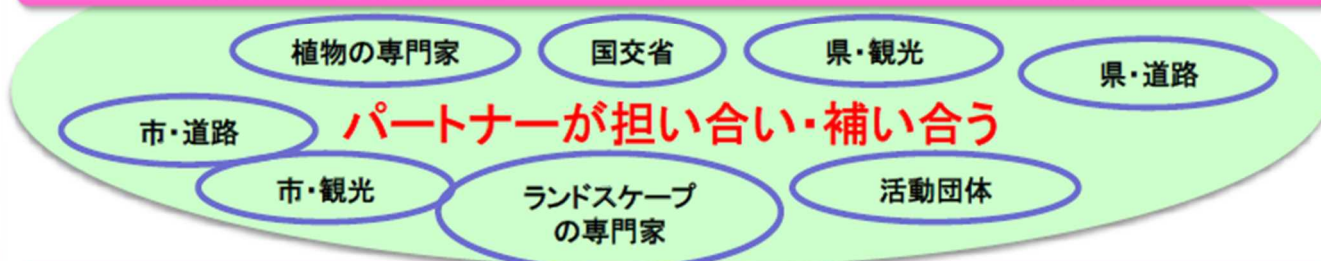 植物の専門家
国交省
県・観光
県・道路
市・道路
パートナーが担い合い・補い合う
市・観光
ランドスケープ
の専門家
活動団体